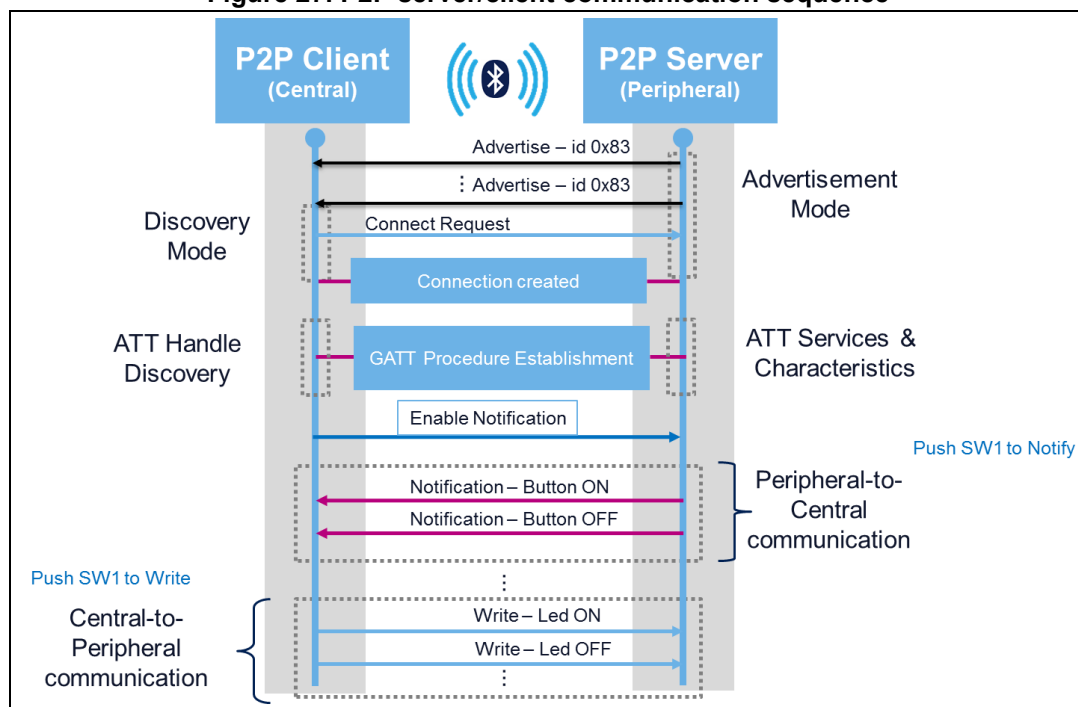 P2P Client
(Central)
P2P Server
(Peripheral)
Advertise – id 0x83
⋮ Advertise – id 0x83
Advertisement
Mode
Discovery
Mode
Connect Request
Connection created
ATT Handle
Discovery
GATT Procedure Establishment
ATT Services &
Characteristics
Enable Notification
Push SW1 to Notify
Notification – Button ON
Notification – Button OFF
Peripheral-to-
Central
communication
Push SW1 to Write
⋮
Central-to-
Peripheral
communication
Write – Led ON
Write – Led OFF
⋮